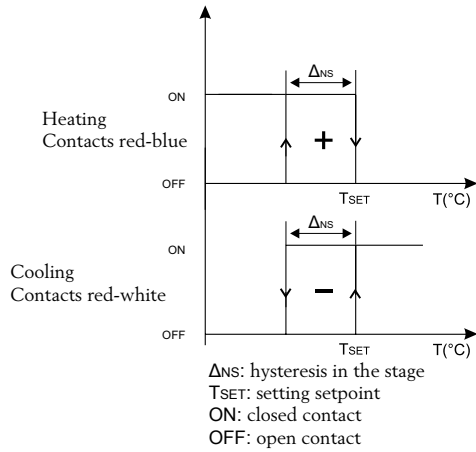 ΔNS
ON
Heating
Contacts red-blue
+
OFF
TSET
T(°C)
ΔNS
ON
Cooling
Contacts red-white
−
OFF
TSET
T(°C)
ΔNS: hysteresis in the stage
TSET: setting setpoint
ON: closed contact
OFF: open contact